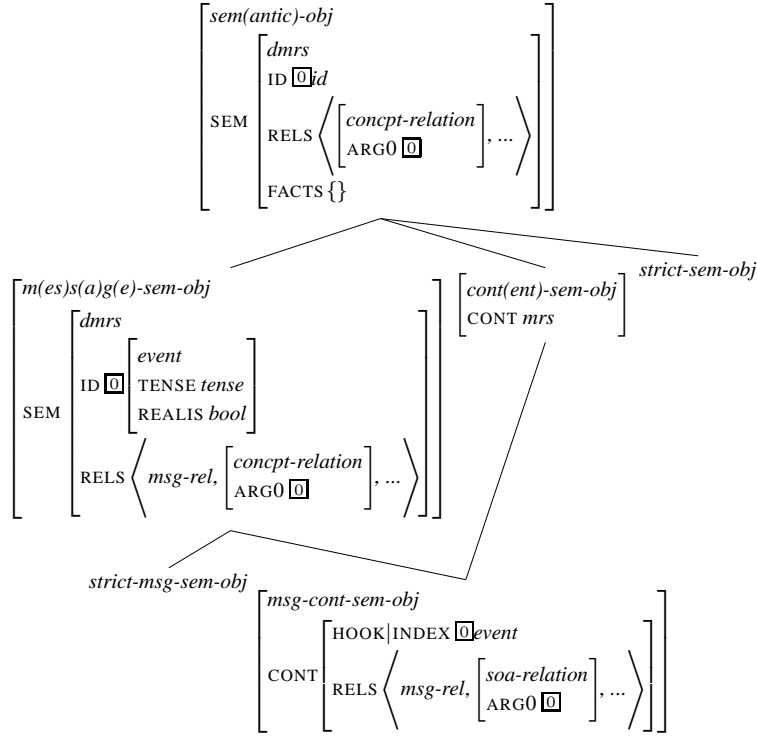 sem(antic)-obj
dmrs
ID 0 id
SEM
RELS ⟨ concpt-relation , ... ⟩
ARG0 0
FACTS {}
m(es)s(a)g(e)-sem-obj
dmrs
event
ID 0 TENSE tense
REALIS bool
SEM
RELS ⟨ msg-rel, concpt-relation , ... ⟩
ARG0 0
cont(ent)-sem-obj
CONT mrs
strict-sem-obj
strict-msg-sem-obj
msg-cont-sem-obj
HOOK|INDEX 0 event
CONT
RELS ⟨ msg-rel, soa-relation , ... ⟩
ARG0 0